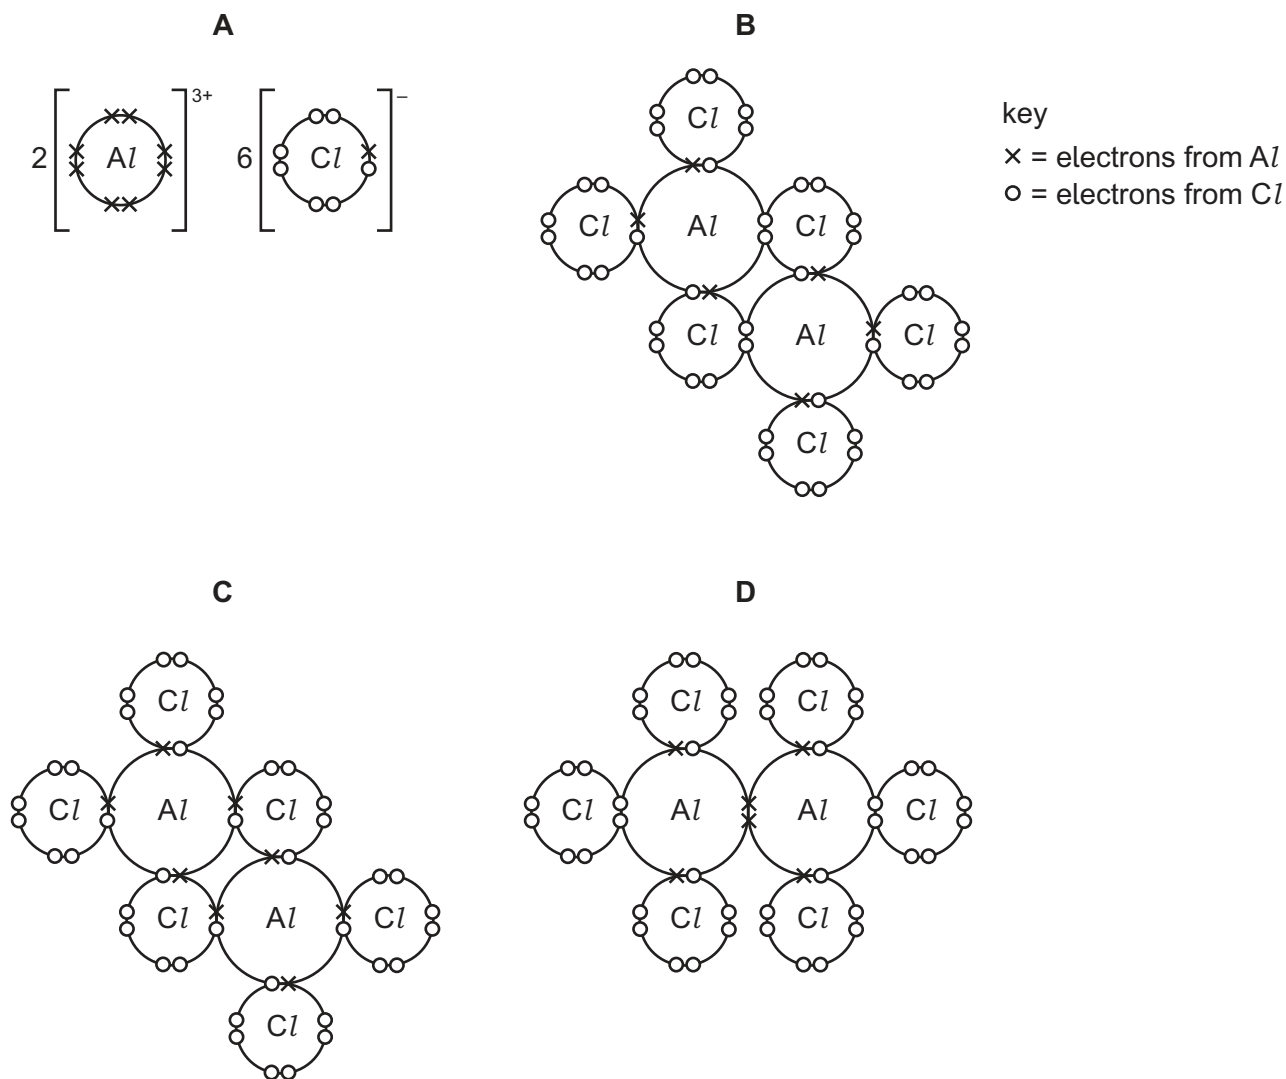 A
B
2 [Al]3+ 6 [Cl]–
key
× = electrons from Al
○ = electrons from Cl
Cl
Cl Al Cl
Cl Al Cl
Cl
C
D
Cl
Cl Al Cl
Cl Al Cl
Cl
Cl Cl
Cl Al Al Cl
Cl Cl